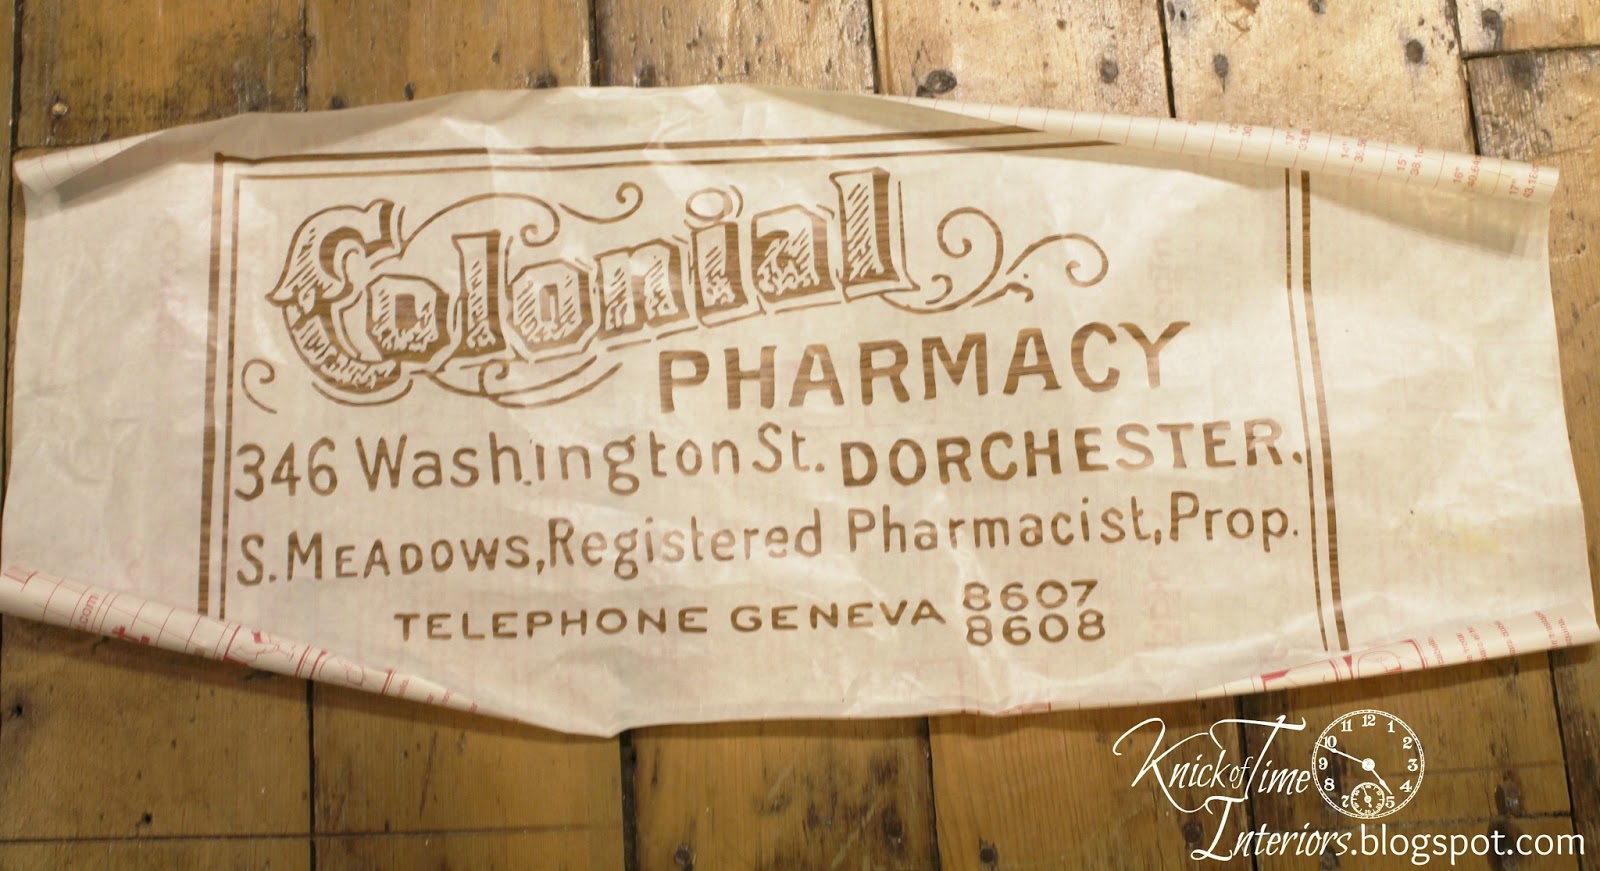 Colonial
PHARMACY
346 Washington St. DORCHESTER.
S. MEADOWS, Registered Pharmacist, Prop.
TELEPHONE GENEVA 8607
8608
Knick of Time
Interiors.blogspot.com